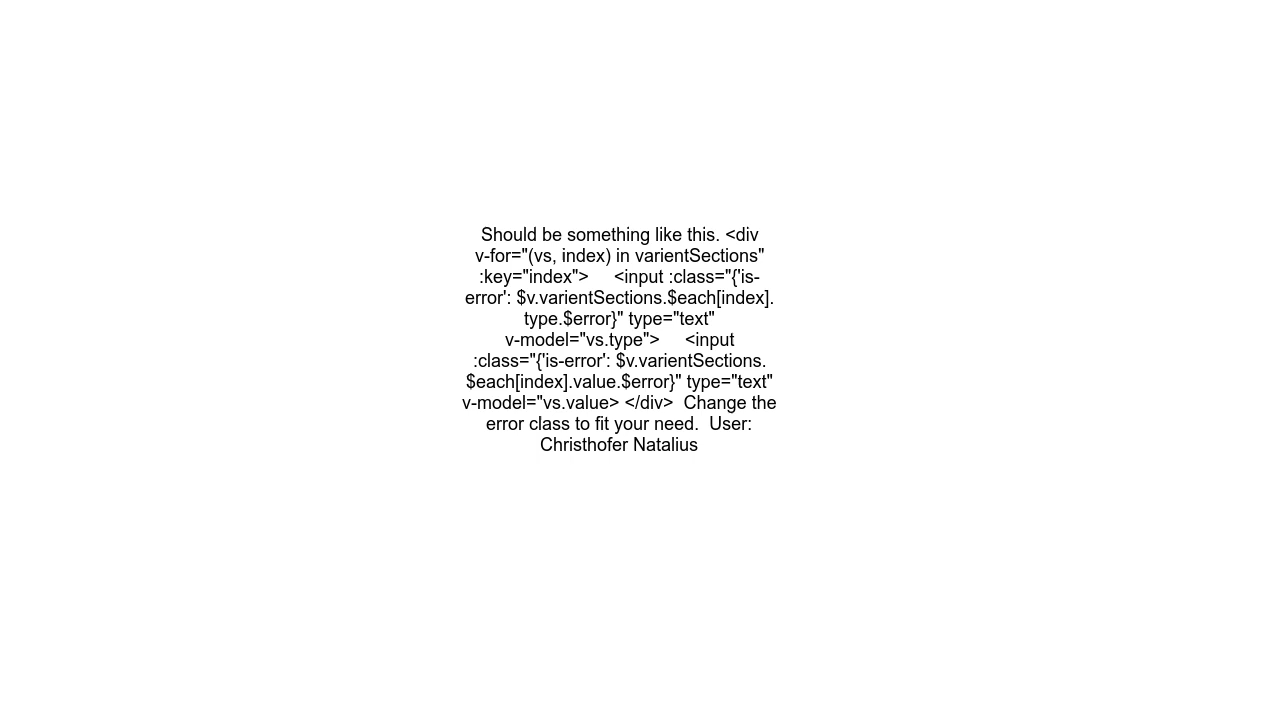 Should be something like this. <div
v-for="(vs, index) in varientSections"
:key="index">     <input :class="{'is-
error': $v.varientSections.$each[index].
type.$error}" type="text"
v-model="vs.type">     <input
:class="{'is-error': $v.varientSections.
$each[index].value.$error}" type="text"
v-model="vs.value> </div>  Change the
error class to fit your need.  User:
Christhofer Natalius